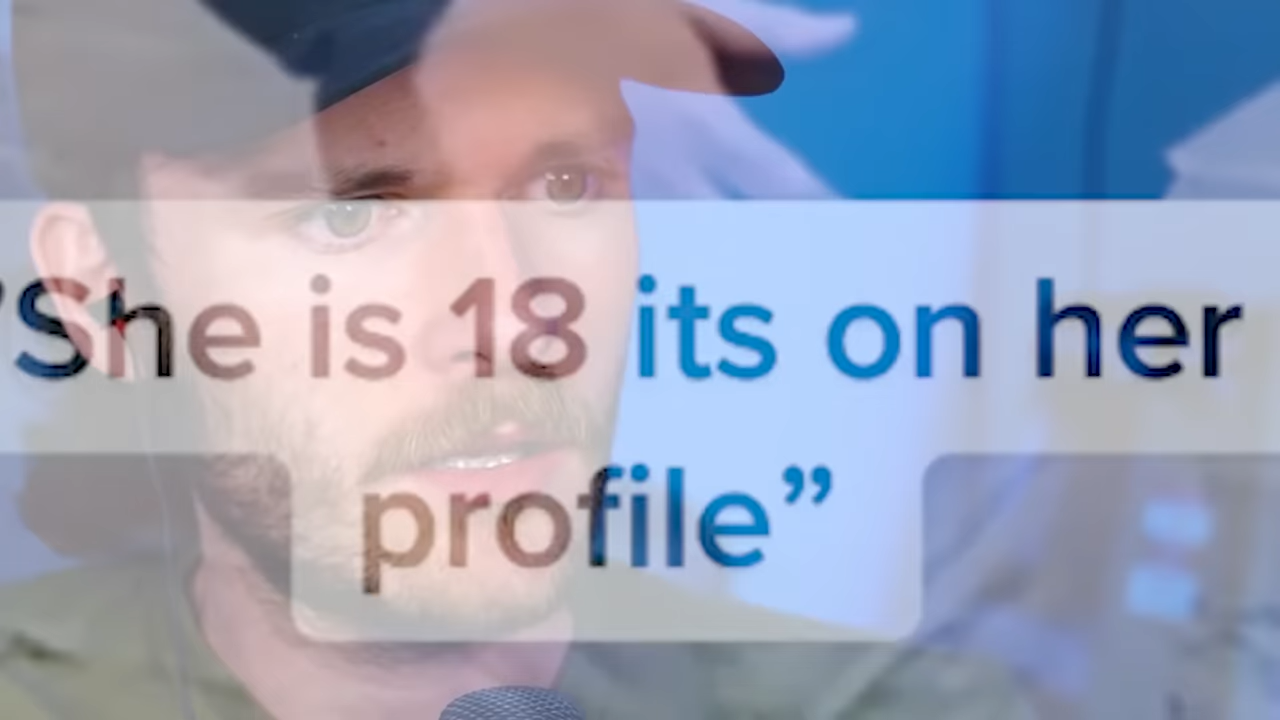 ”She is 18 its on her
profile”